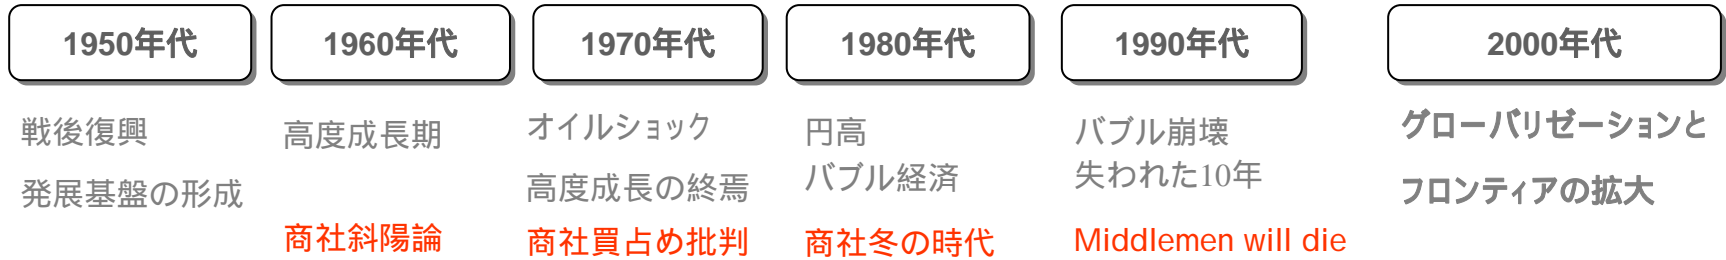 1950年代
1960年代
1970年代
1980年代
1990年代
2000年代
戦後復興
発展基盤の形成
高度成長期
商社斜陽論
オイルショック
高度成長の終焉
商社買占め批判
円高
バブル経済
商社冬の時代
バブル崩壊
失われた10年
Middlemen will die
グローバリゼーションと
フロンティアの拡大